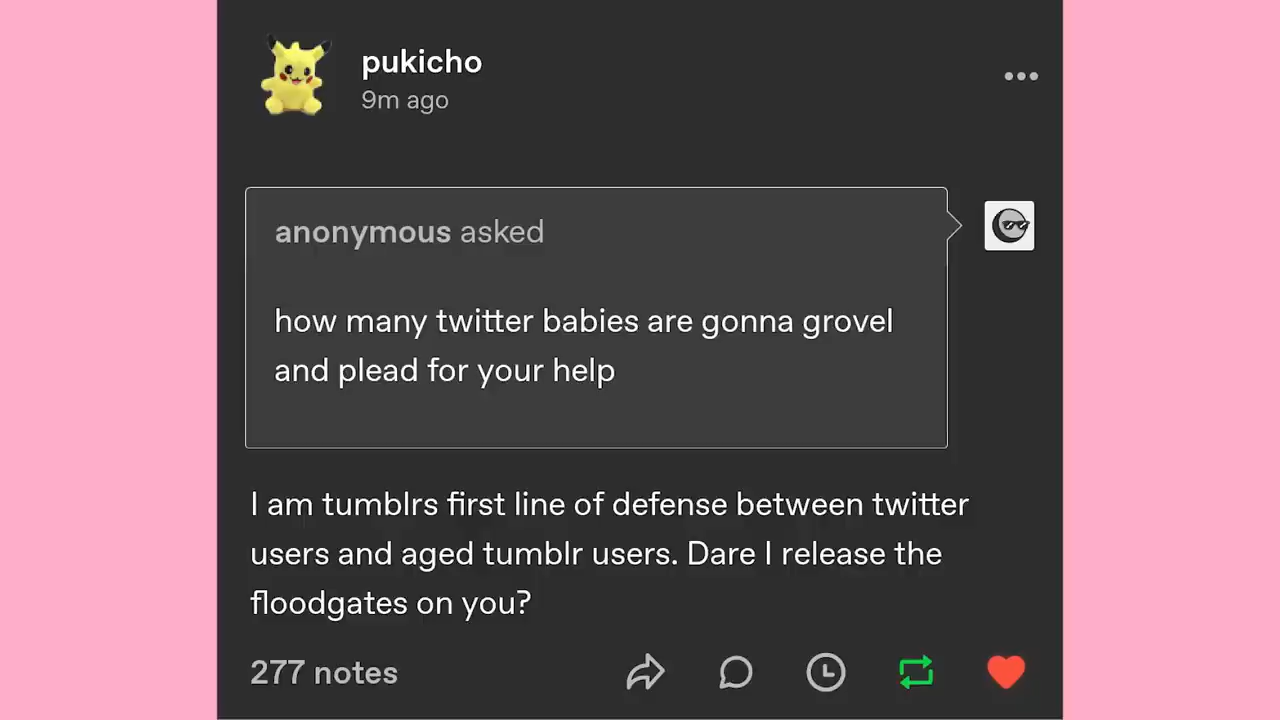 pukicho
9m ago
anonymous asked
how many twitter babies are gonna grovel
and plead for your help
I am tumblrs first line of defense between twitter
users and aged tumblr users. Dare I release the
floodgates on you?
277 notes